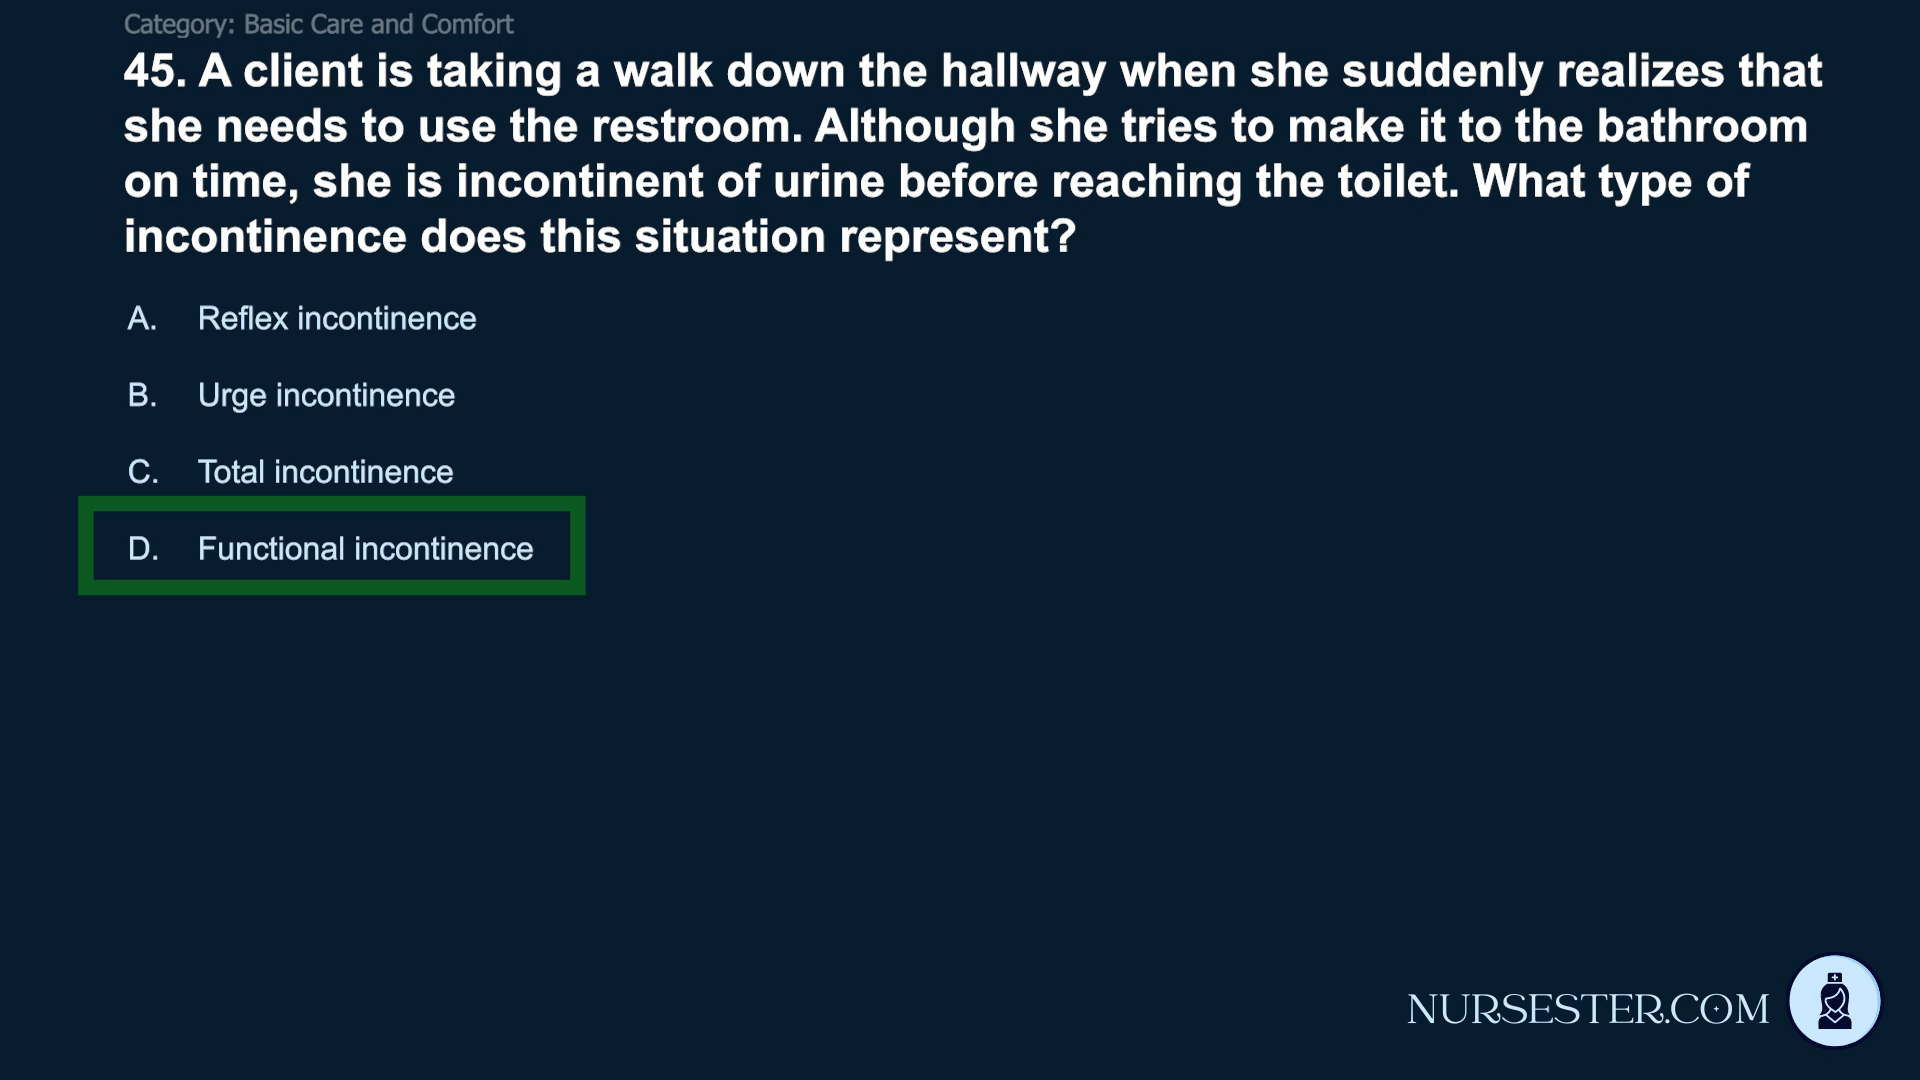 Category: Basic Care and Comfort
45. A client is taking a walk down the hallway when she suddenly realizes that
she needs to use the restroom. Although she tries to make it to the bathroom
on time, she is incontinent of urine before reaching the toilet. What type of
incontinence does this situation represent?
A. Reflex incontinence
B. Urge incontinence
C. Total incontinence
D. Functional incontinence
NURSESTER.COM